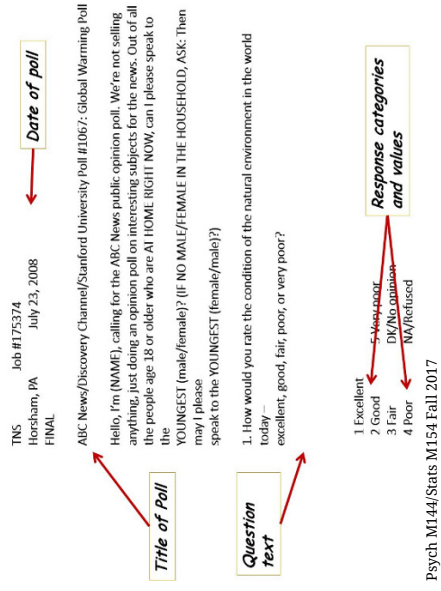 TNS Job #175374
Horsham, PA July 23, 2008
FINAL
Date of poll
ABC News/Discovery Channel/Stanford University Poll #1067: Global Warming Poll
Title of Poll
Hello, I'm (NAME), calling for the ABC News public opinion poll. We're not selling
anything, just doing an opinion poll on interesting subjects for the news. Out of all
the people age 18 or older who are AT HOME RIGHT NOW, can I please speak to
the
YOUNGEST (male/female)? (IF NO MALE/FEMALE IN THE HOUSEHOLD, ASK: Then
may I please
speak to the YOUNGEST (female/male)?)
Question
text
1. How would you rate the condition of the natural environment in the world
today –
excellent, good, fair, poor, or very poor?
Response categories
and values
1 Excellent
2 Good 5 Very poor
3 Fair DK/No opinion
4 Poor NA/Refused
Psych M144/Stats M154 Fall 2017